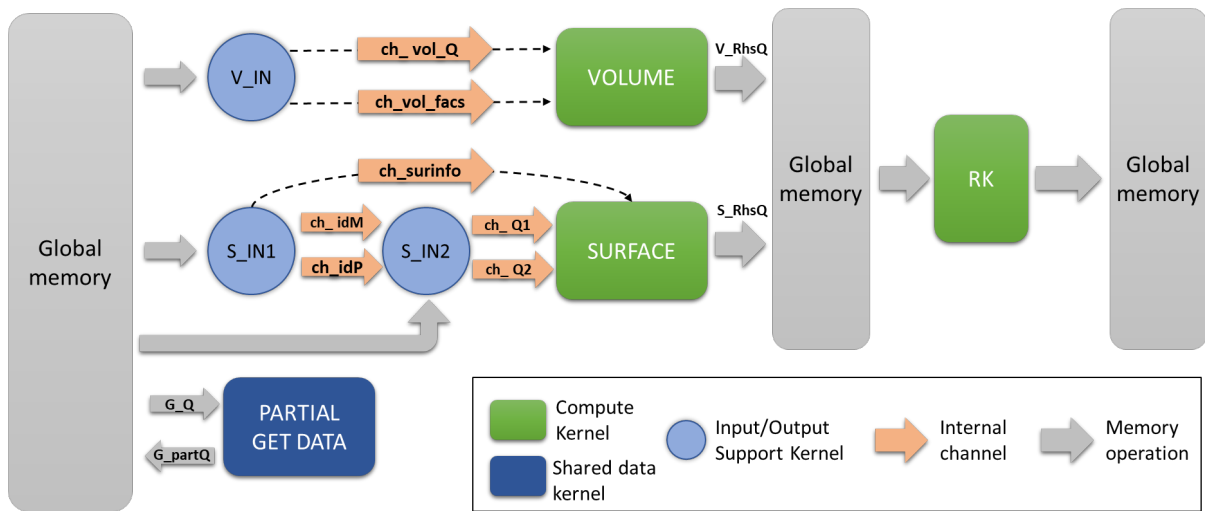 Global
memory
V_IN
ch_ vol_Q
ch_vol_facs
VOLUME
V_RhsQ
ch_surinfo
S_IN1
ch_ idM
ch_idP
S_IN2
ch_ Q1
ch_ Q2
SURFACE
S_RhsQ
Global
memory
RK
Global
memory
G_Q
G_partQ
PARTIAL
GET DATA
Compute
Kernel
Shared data
kernel
Input/Output
Support Kernel
Internal
channel
Memory
operation